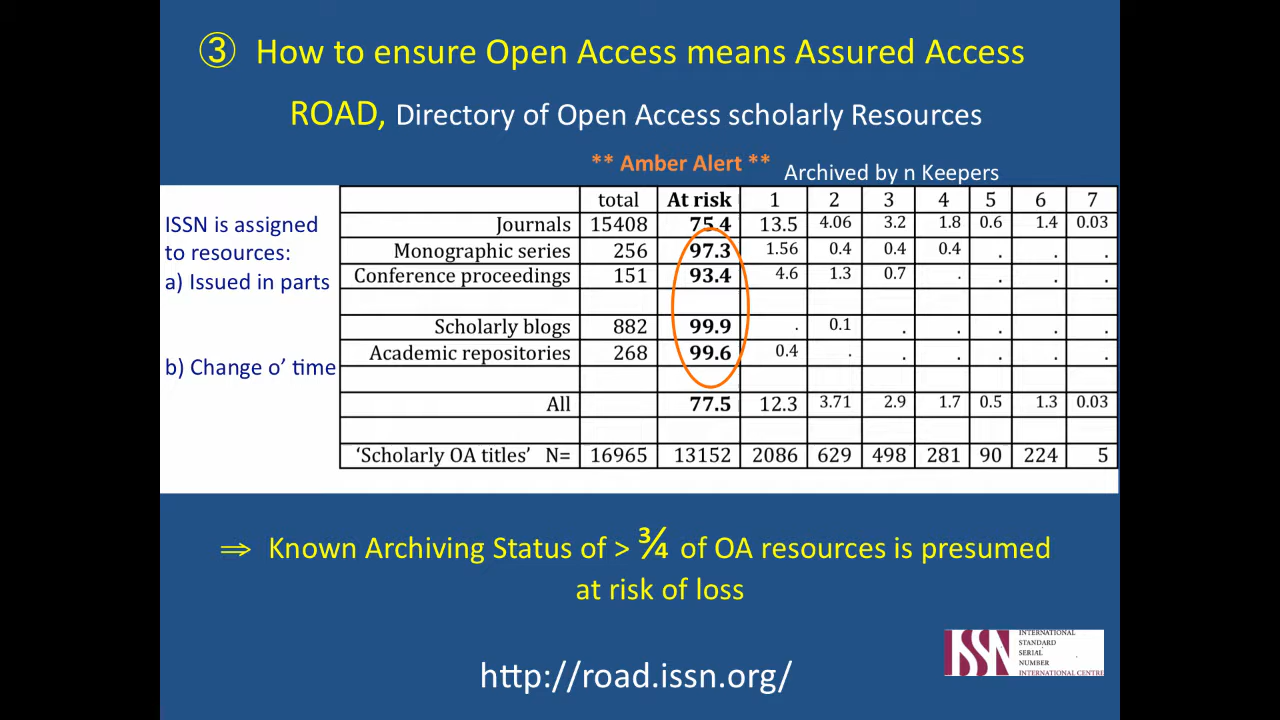 ③ How to ensure Open Access means Assured Access
ROAD, Directory of Open Access scholarly Resources
** Amber Alert **
Archived by n Keepers
total At risk 1 2 3 4 5 6 7
Journals 15408 75.4 13.5 4.06 3.2 1.8 0.6 1.4 0.03
Monographic series 256 97.3 1.56 0.4 0.4 0.4 . . .
Conference proceedings 151 93.4 4.6 1.3 0.7 . . . .
Scholarly blogs 882 99.9 . 0.1 . . . . .
Academic repositories 268 99.6 0.4 . . . . . .
All 77.5 12.3 3.71 2.9 1.7 0.5 1.3 0.03
‘Scholarly OA titles’ N= 16965 13152 2086 629 498 281 90 224 5
ISSN is assigned
to resources:
a) Issued in parts
b) Change o’ time
⇒ Known Archiving Status of > ¾ of OA resources is presumed
at risk of loss
http://road.issn.org/
ISSN
INTERNATIONAL
STANDARD
SERIAL
NUMBER
INTERNATIONAL CENTRE